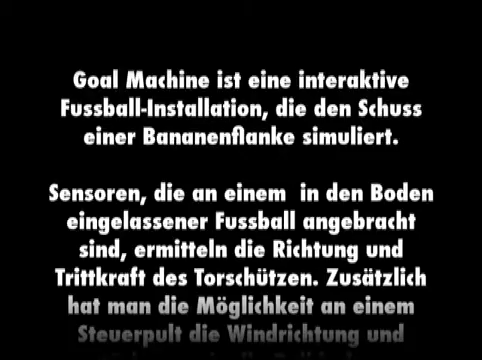 Goal Machine ist eine interaktive
Fussball-Installation, die den Schuss
einer Bananenflanke simuliert.
Sensoren, die an einem in den Boden
eingelassener Fussball angebracht
sind, ermitteln die Richtung und
Trittkraft des Torschützen. Zusätzlich
hat man die Möglichkeit an einem
Steuerpult die Windrichtung und